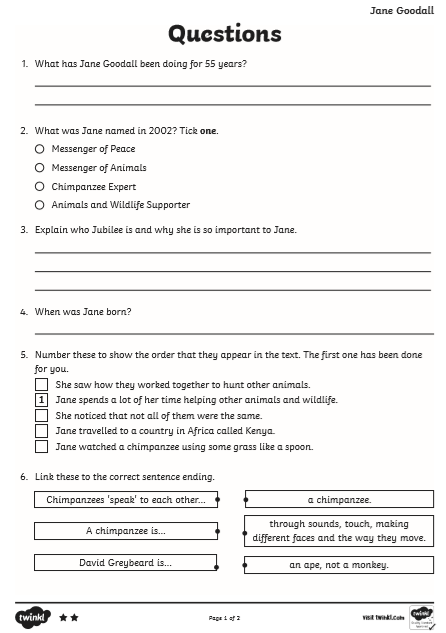 Jane Goodall
Questions
1. What has Jane Goodall been doing for 55 years?
2. What was Jane named in 2002? Tick one.
Messenger of Peace
Messenger of Animals
Chimpanzee Expert
Animals and Wildlife Supporter
3. Explain who Jubilee is and why she is so important to Jane.
4. When was Jane born?
5. Number these to show the order that they appear in the text. The first one has been done
for you.
She saw how they worked together to hunt other animals.
1 Jane spends a lot of her time helping other animals and wildlife.
She noticed that not all of them were the same.
Jane travelled to a country in Africa called Kenya.
Jane watched a chimpanzee using some grass like a spoon.
6. Link these to the correct sentence ending.
Chimpanzees 'speak' to each other... a chimpanzee.
A chimpanzee is... through sounds, touch, making
different faces and the way they move.
David Greybeard is... an ape, not a monkey.
twinkl Page 1 of 2 visit twinkl.com twinkl